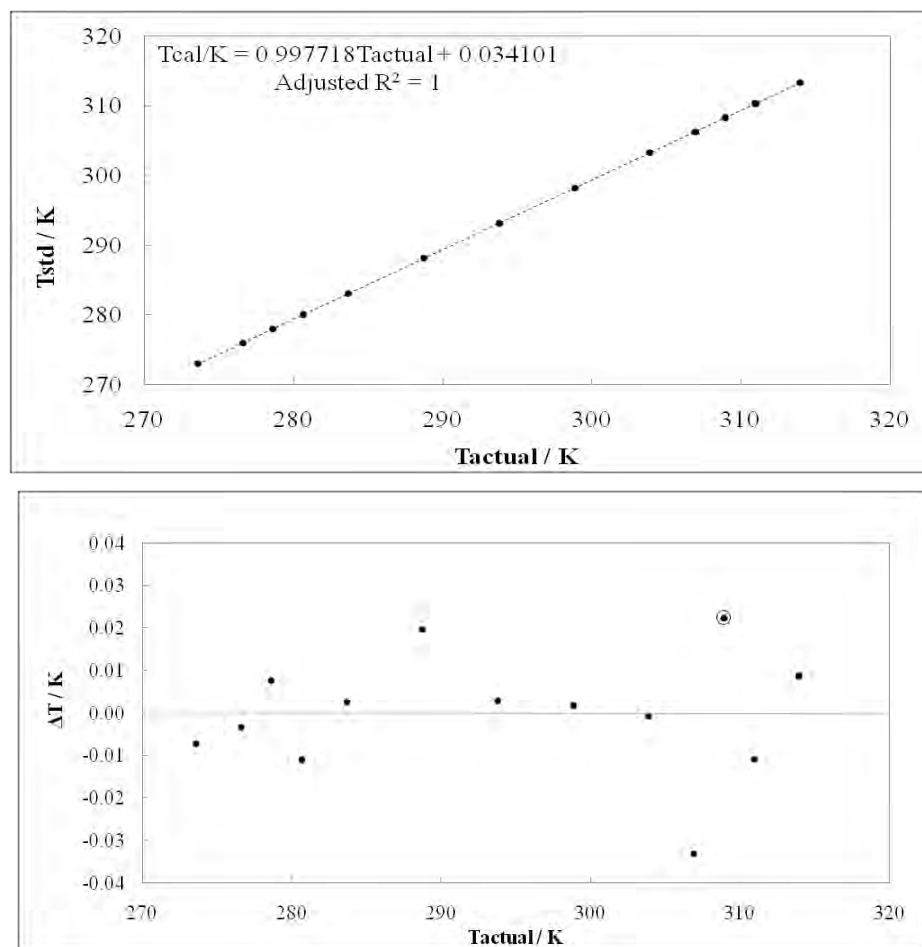 320
310
300
290
280
270
Tstd / K
Tcal/K = 0.997718Tactual + 0.034101
Adjusted R² = 1
270 280 290 300 310 320
Tactual / K
0.04
0.03
0.02
0.01
0.00
-0.01
-0.02
-0.03
-0.04
ΔT / K
270 280 290 300 310 320
Tactual / K